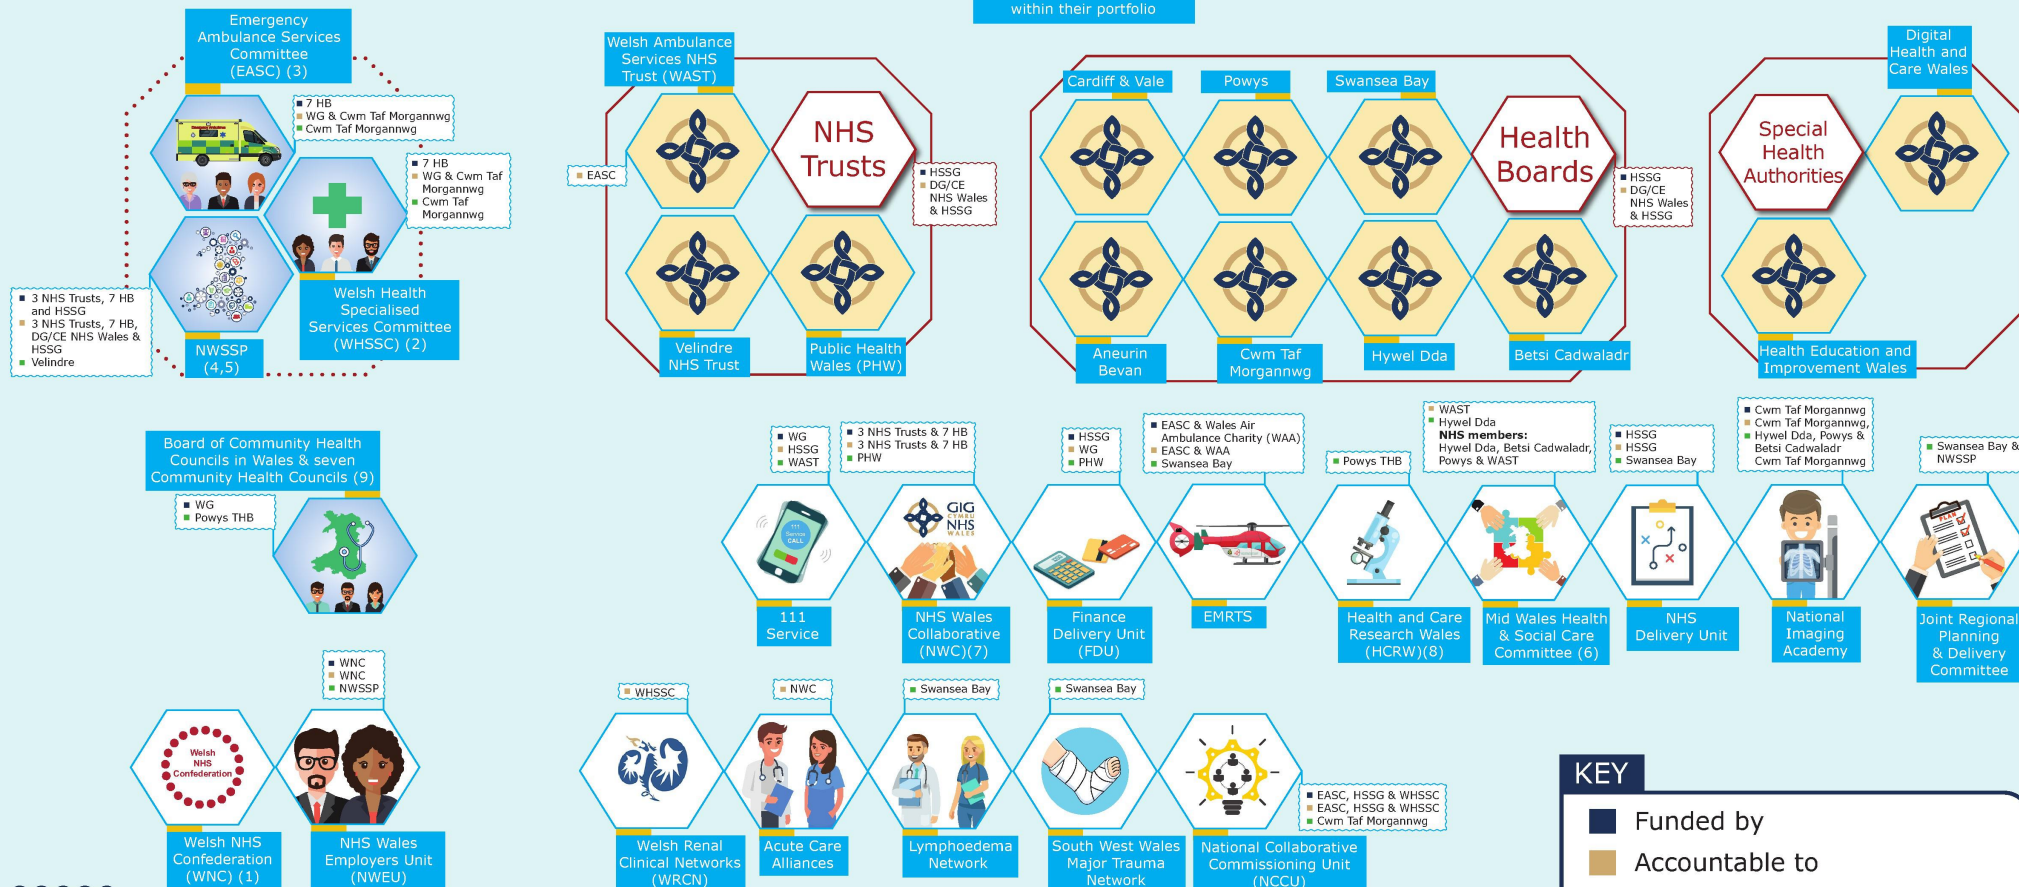 within their portfolio
Emergency
Ambulance Services
Committee
(EASC) (3)
7 HB
WG & Cwm Taf Morgannwg
Cwm Taf Morgannwg
7 HB
WG & Cwm Taf
Morgannwg
Cwm Taf
Morgannwg
3 NHS Trusts, 7 HB
and HSSG
3 NHS Trusts, 7 HB,
DG/CE NHS Wales &
HSSG
Velindre
NWSSP
(4,5)
Welsh Health
Specialised
Services Committee
(WHSSC) (2)
Welsh Ambulance
Services NHS
Trust (WAST)
EASC
NHS
Trusts
HSSG
DG/CE
NHS Wales
& HSSG
Velindre
NHS Trust
Public Health
Wales (PHW)
Cardiff & Vale
Powys
Swansea Bay
Health
Boards
HSSG
DG/CE
NHS Wales
& HSSG
Aneurin
Bevan
Cwm Taf
Morgannwg
Hywel Dda
Betsi Cadwaladr
Digital
Health and
Care Wales
Special
Health
Authorities
Health Education and
Improvement Wales
Board of Community Health
Councils in Wales & seven
Community Health Councils (9)
WG
Powys THB
WG
HSSG
WAST
111
Service
CALL
111
Service
3 NHS Trusts & 7 HB
3 NHS Trusts & 7 HB
PHW
GIG
CYMRU
NHS
WALES
NHS Wales
Collaborative
(NWC)(7)
HSSG
WG
PHW
Finance
Delivery Unit
(FDU)
EASC & Wales Air
Ambulance Charity (WAA)
EASC & WAA
Swansea Bay
EMRTS
Powys THB
Health and Care
Research Wales
(HCRW)(8)
WAST
Hywel Dda
NHS members:
Hywel Dda, Betsi Cadwaladr,
Powys & WAST
Mid Wales Health
& Social Care
Committee (6)
HSSG
HSSG
Swansea Bay
NHS
Delivery Unit
Cwm Taf Morgannwg
Cwm Taf Morgannwg,
Hywel Dda, Powys &
Betsi Cadwaladr
Cwm Taf Morgannwg
National
Imaging
Academy
Swansea Bay &
NWSSP
PLAN
Joint Regional
Planning
& Delivery
Committee
WNC
WNC
NWSSP
Welsh
NHS
Confederation
Welsh NHS
Confederation
(WNC) (1)
NHS Wales
Employers Unit
(NWEU)
WHSSC
Welsh Renal
Clinical Networks
(WRCN)
NWC
Acute Care
Alliances
Swansea Bay
Lymphoedema
Network
Swansea Bay
South West Wales
Major Trauma
Network
EASC, HSSG & WHSSC
EASC, HSSG & WHSSC
Cwm Taf Morgannwg
National Collaborative
Commissioning Unit
(NCCU)
KEY
Funded by
Accountable to